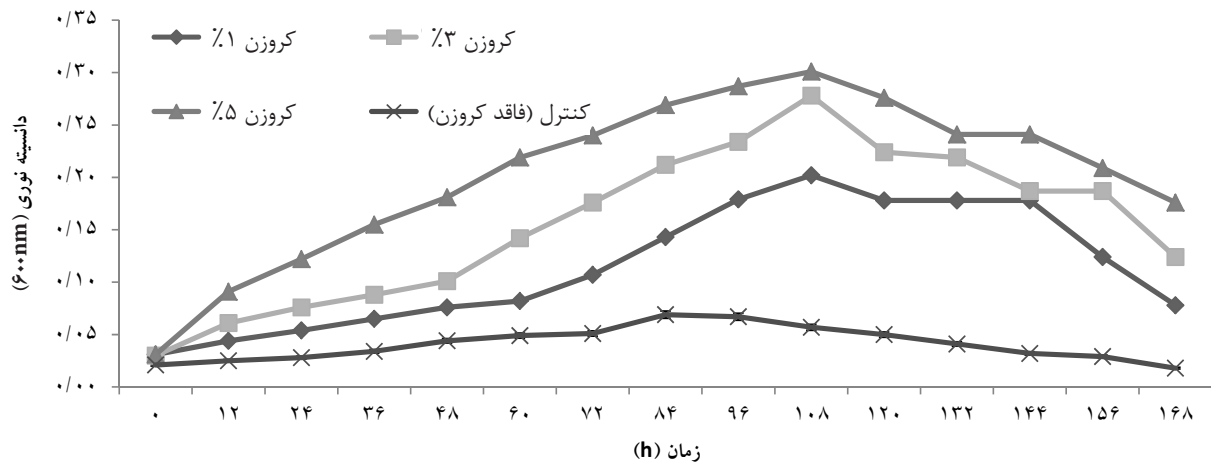 ۰/۳۵
۰/۳۰
۰/۲۵
۰/۲۰
۰/۱۵
۰/۱۰
۰/۰۵
۰/۰۰
دانسیته نوری (۶۰۰nm)
کروزن ۱٪
کروزن ۳٪
کروزن ۵٪
کنترل (فاقد کروزن)
۰ ۱۲ ۲۴ ۳۶ ۴۸ ۶۰ ۷۲ ۸۴ ۹۶ ۱۰۸ ۱۲۰ ۱۳۲ ۱۴۴ ۱۵۶ ۱۶۸
زمان (h)